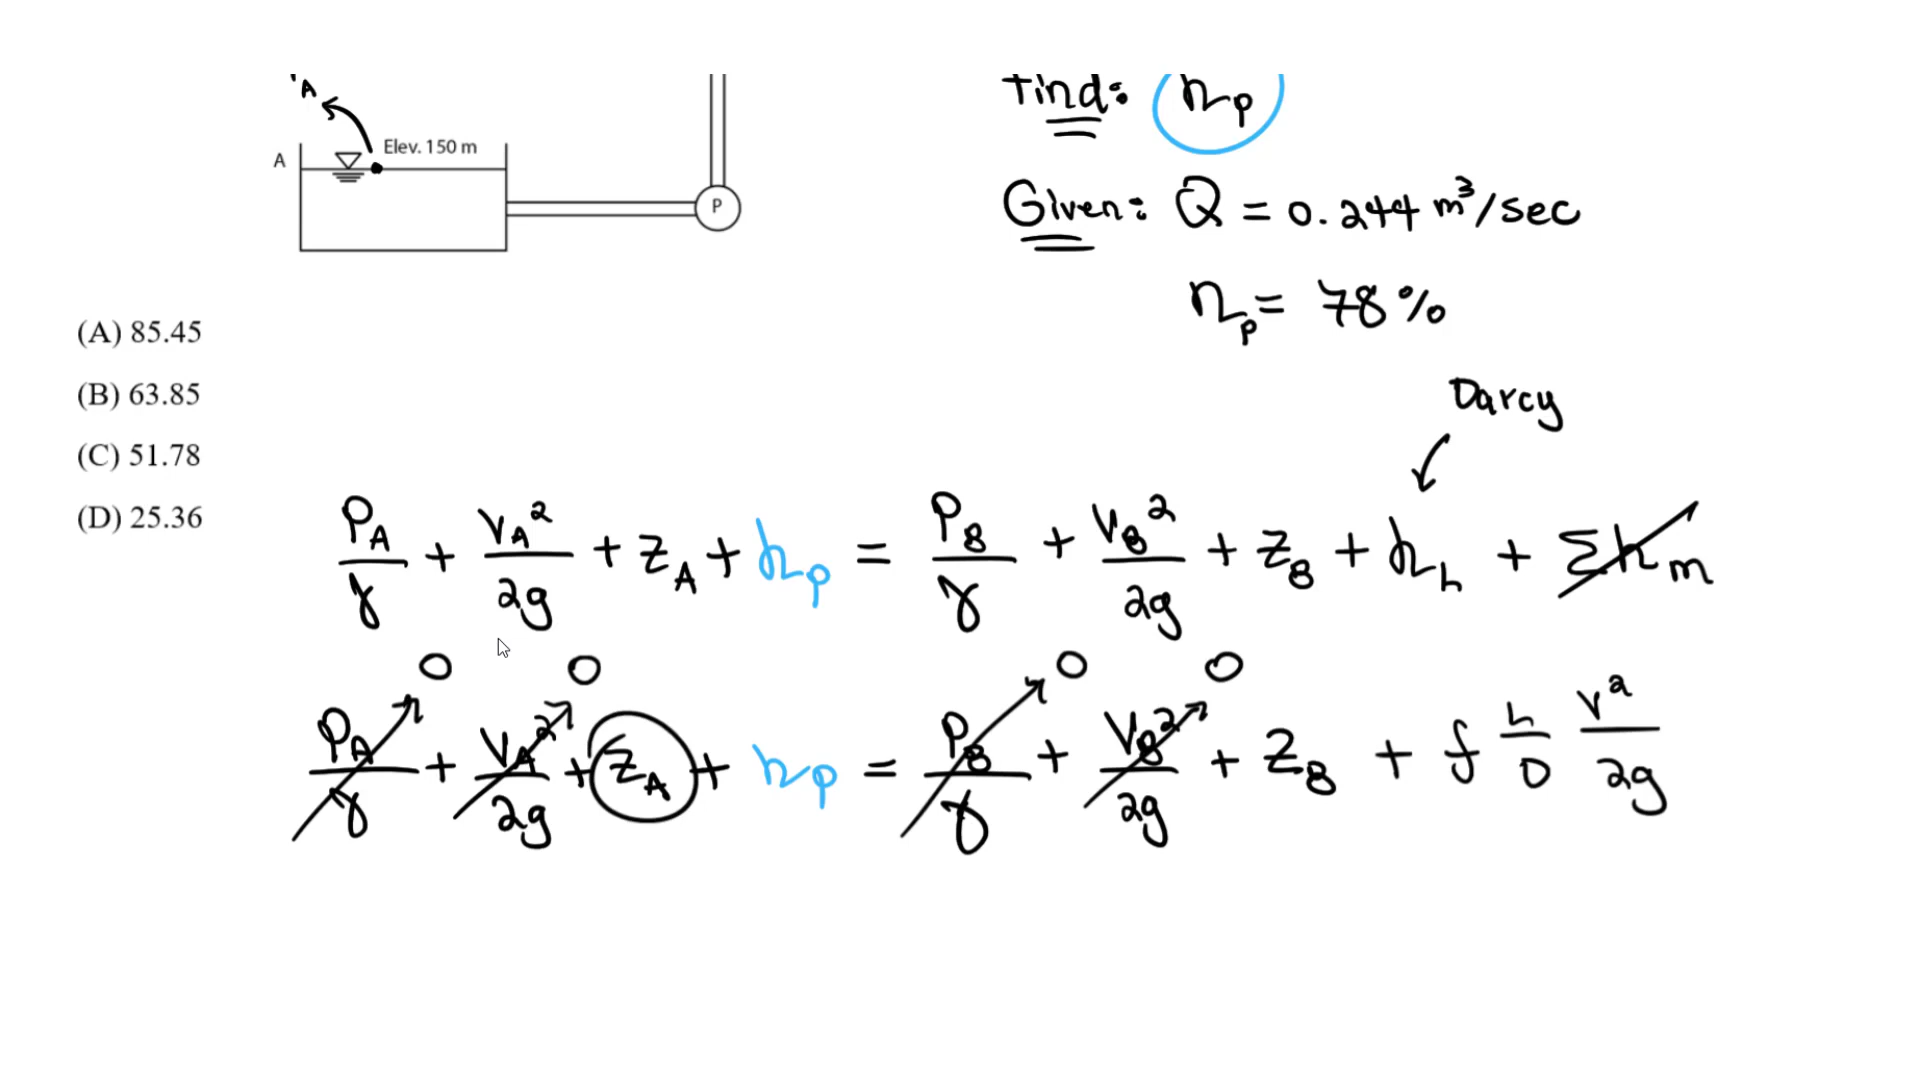 A
Find: hp
Elev. 150 m
A
P
Given: Q = 0.244 m³/sec
ηp = 78%
(A) 85.45
(B) 63.85
(C) 51.78
(D) 25.36
Darcy
PA/γ + VA²/2g + ZA + hp = PB/γ + VB²/2g + ZB + hL + Σhm
0 0 0 0
PA/γ + VA²/2g + ZA + hp = PB/γ + VB²/2g + ZB + f L/D V²/2g